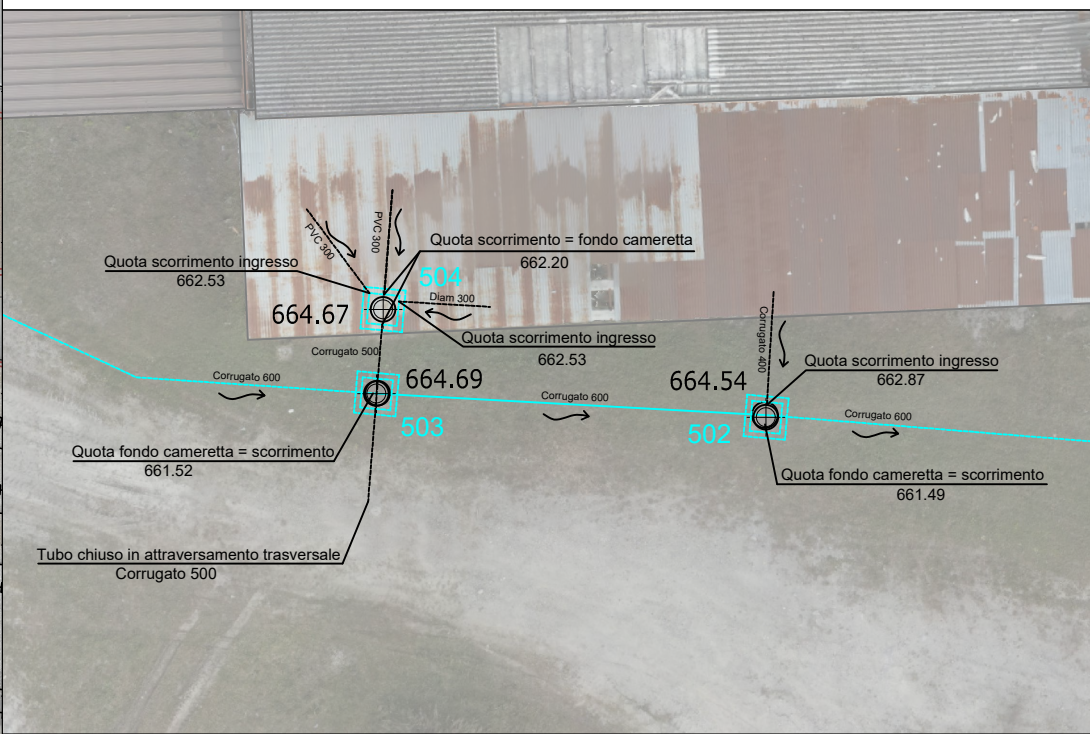 PVC 300
PVC 300
Quota scorrimento = fondo cameretta
662.20
Quota scorrimento ingresso
662.53
504
Diam 300
664.67
Quota scorrimento ingresso
662.53
Corrugato 500
Corrugato 400
Quota scorrimento ingresso
662.87
Corrugato 600
664.69
664.54
Corrugato 600
Corrugato 600
503
502
Quota fondo cameretta = scorrimento
661.52
Quota fondo cameretta = scorrimento
661.49
Tubo chiuso in attraversamento trasversale
Corrugato 500